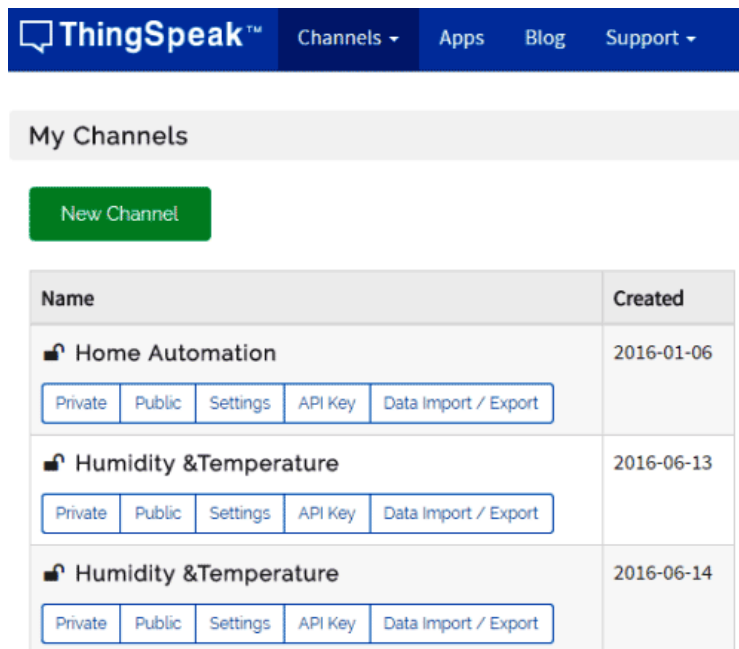 ThingSpeak™ Channels Apps Blog Support
My Channels
New Channel
Name Created
Home Automation 2016-01-06
Private Public Settings API Key Data Import / Export
Humidity &Temperature 2016-06-13
Private Public Settings API Key Data Import / Export
Humidity &Temperature 2016-06-14
Private Public Settings API Key Data Import / Export